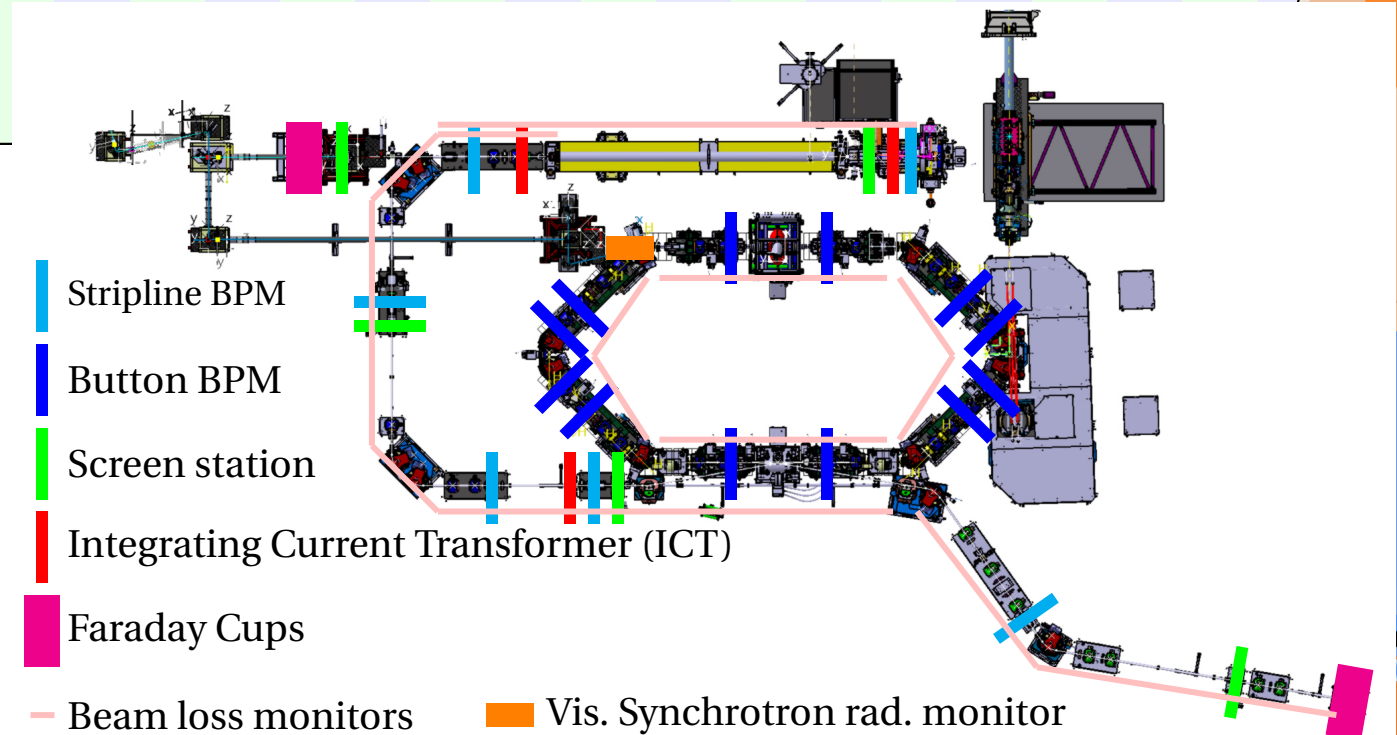 Stripline BPM
Button BPM
Screen station
Integrating Current Transformer (ICT)
Faraday Cups
Beam loss monitors
Vis. Synchrotron rad. monitor